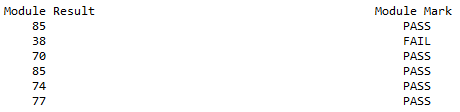 Module Result Module Mark
85 PASS
38 FAIL
70 PASS
85 PASS
74 PASS
77 PASS